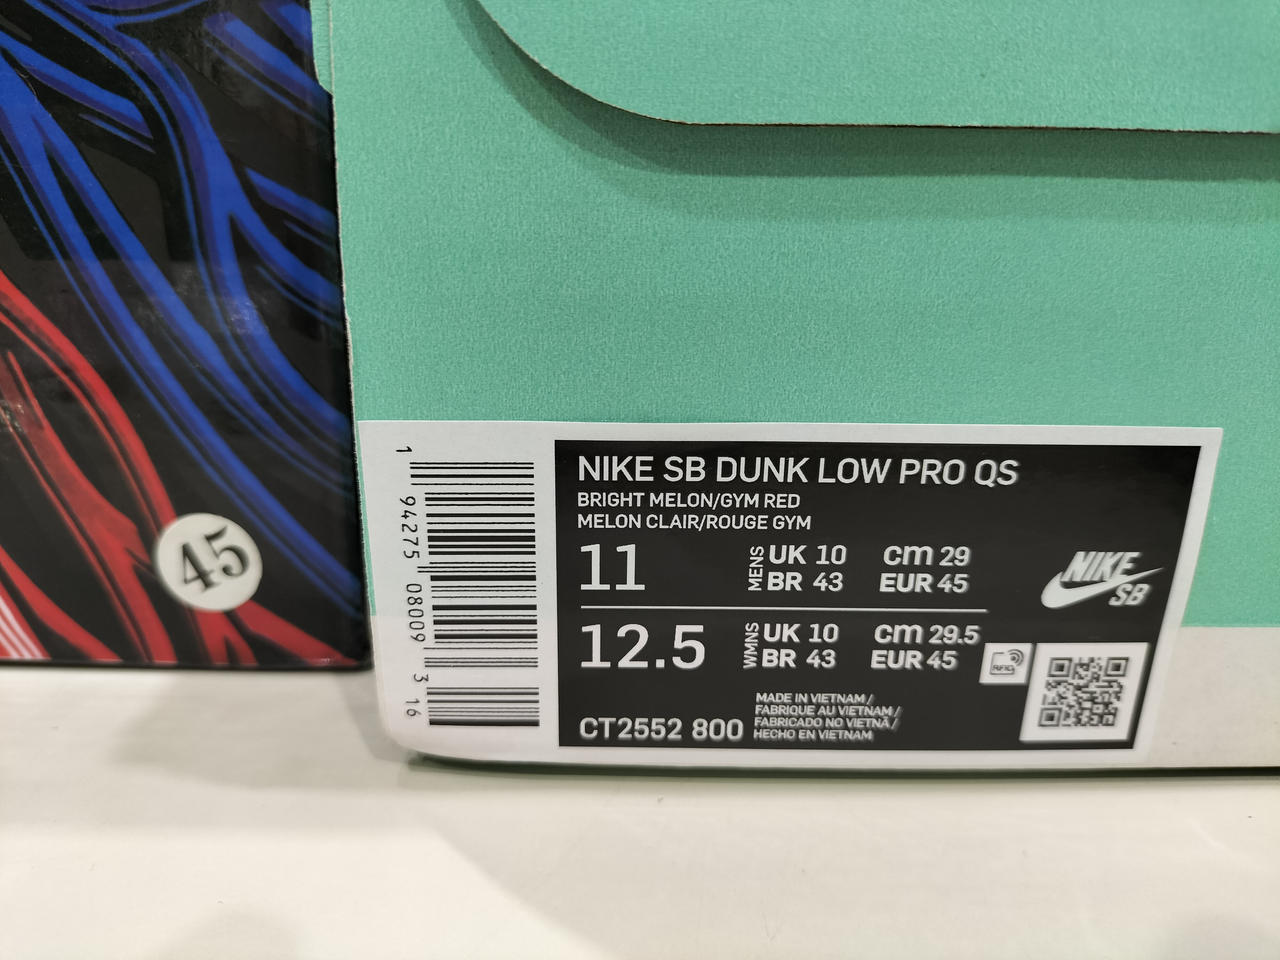 45
NIKE SB DUNK LOW PRO QS
BRIGHT MELON/GYM RED
MELON CLAIR/ROUGE GYM
11 MENS UK 10 cm 29
BR 43 EUR 45
12.5 WMNS UK 10 cm 29.5
BR 43 EUR 45
CT2552 800
MADE IN VIETNAM /
FABRIQUE AU VIETNAM /
FABRICADO NO VIETNÃ /
HECHO EN VIETNAM
NIKE
SB
RFID
1 94275 08009 3 16